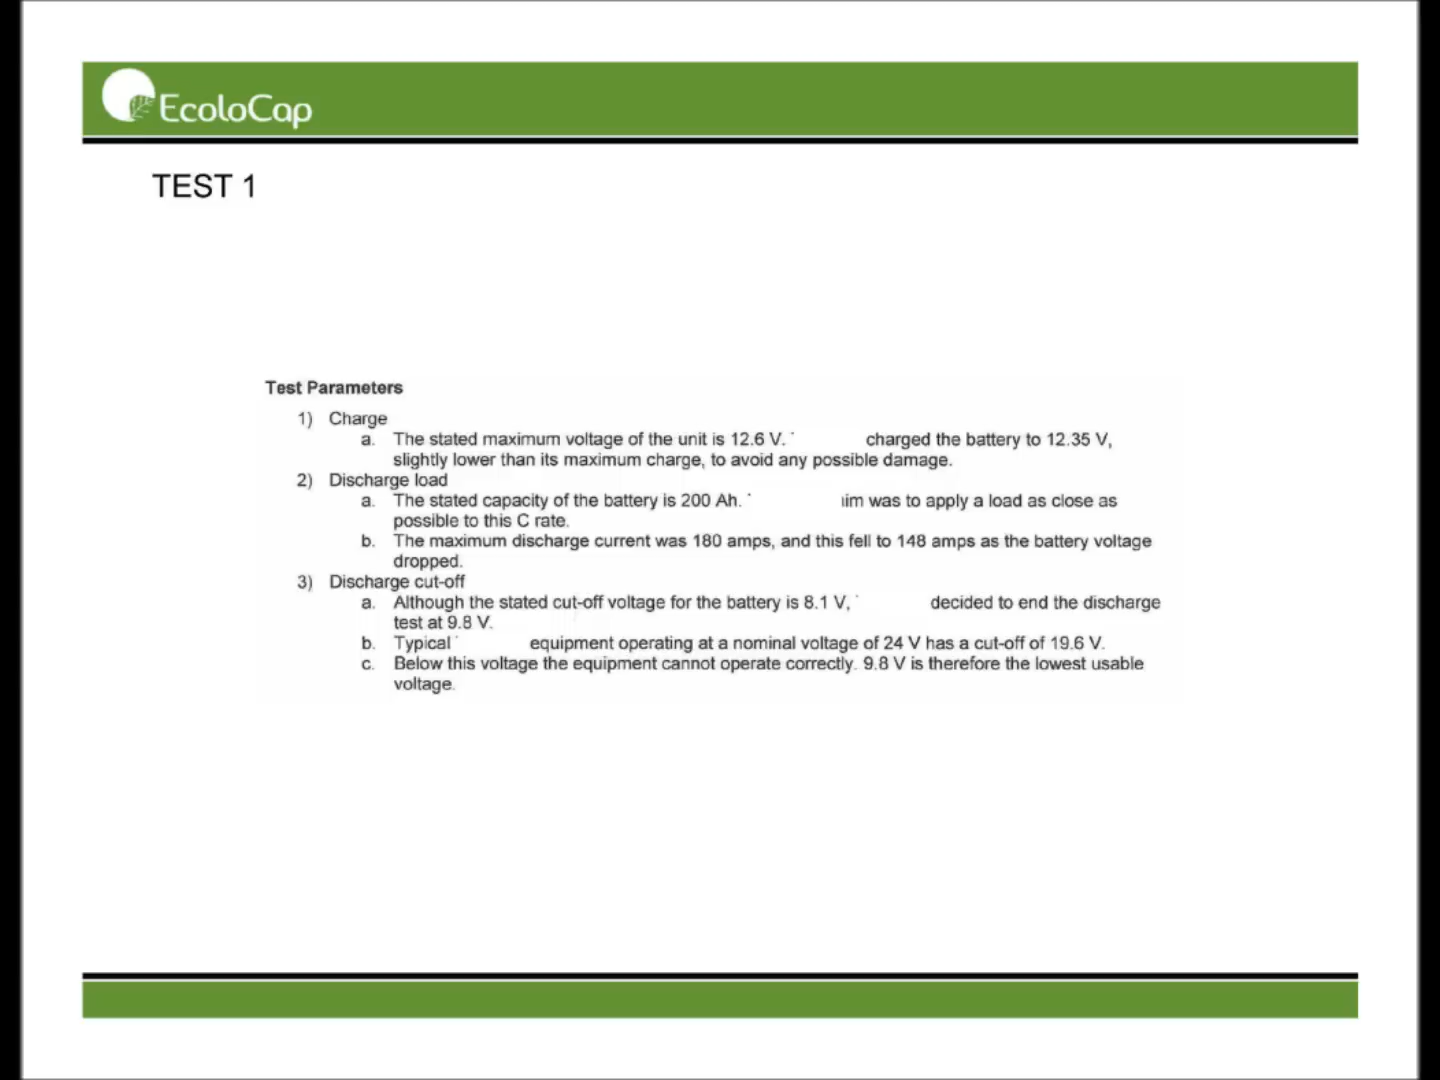 EcoloCap
TEST 1
Test Parameters
1) Charge
a. The stated maximum voltage of the unit is 12.6 V. charged the battery to 12.35 V,
slightly lower than its maximum charge, to avoid any possible damage.
2) Discharge load
a. The stated capacity of the battery is 200 Ah. was to apply a load as close as
possible to this C rate.
b. The maximum discharge current was 180 amps, and this fell to 148 amps as the battery voltage
dropped.
3) Discharge cut-off
a. Although the stated cut-off voltage for the battery is 8.1 V, decided to end the discharge
test at 9.8 V.
b. Typical equipment operating at a nominal voltage of 24 V has a cut-off of 19.6 V.
c. Below this voltage the equipment cannot operate correctly. 9.8 V is therefore the lowest usable
voltage.